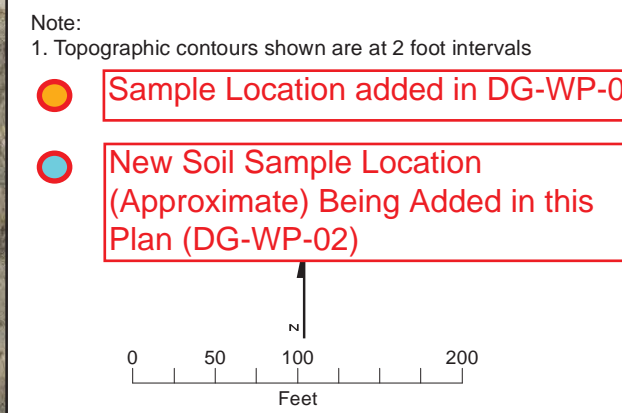 Note:
1. Topographic contours shown are at 2 foot intervals
Sample Location added in DG-WP-0
New Soil Sample Location
(Approximate) Being Added in this
Plan (DG-WP-02)
N
0 50 100 200
Feet